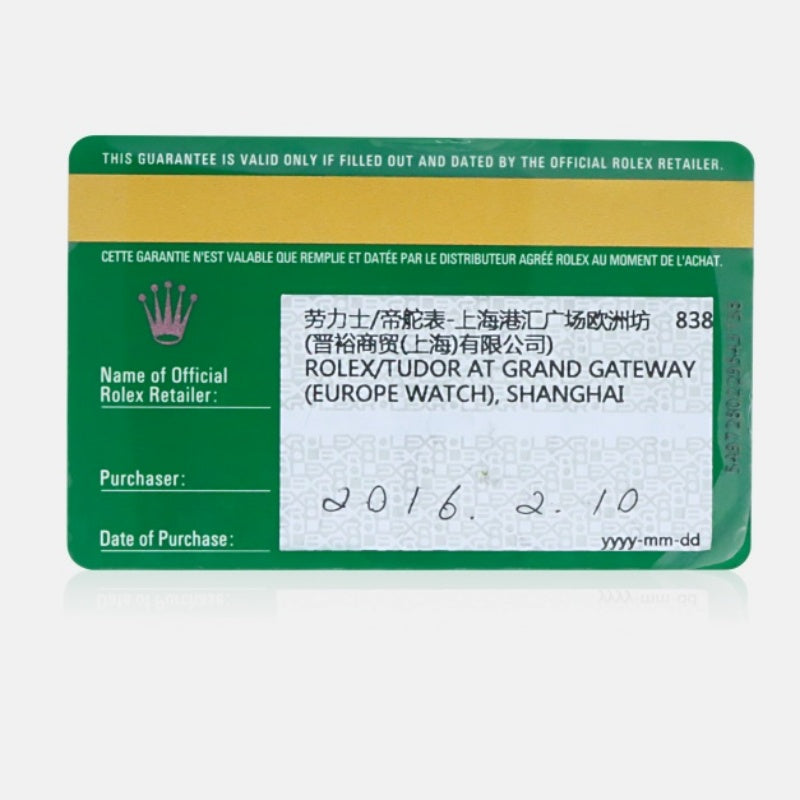 THIS GUARANTEE IS VALID ONLY IF FILLED OUT AND DATED BY THE OFFICIAL ROLEX RETAILER.
CETTE GARANTIE N'EST VALABLE QUE REMPLIE ET DATÉE PAR LE DISTRIBUTEUR AGRÉÉ ROLEX AU MOMENT DE L'ACHAT.
劳力士/帝舵表-上海港汇广场欧洲坊 838
(晋裕商贸(上海)有限公司)
ROLEX/TUDOR AT GRAND GATEWAY
(EUROPE WATCH), SHANGHAI
Name of Official
Rolex Retailer:
Purchaser:
2016. 2. 10
Date of Purchase:
yyyy-mm-dd